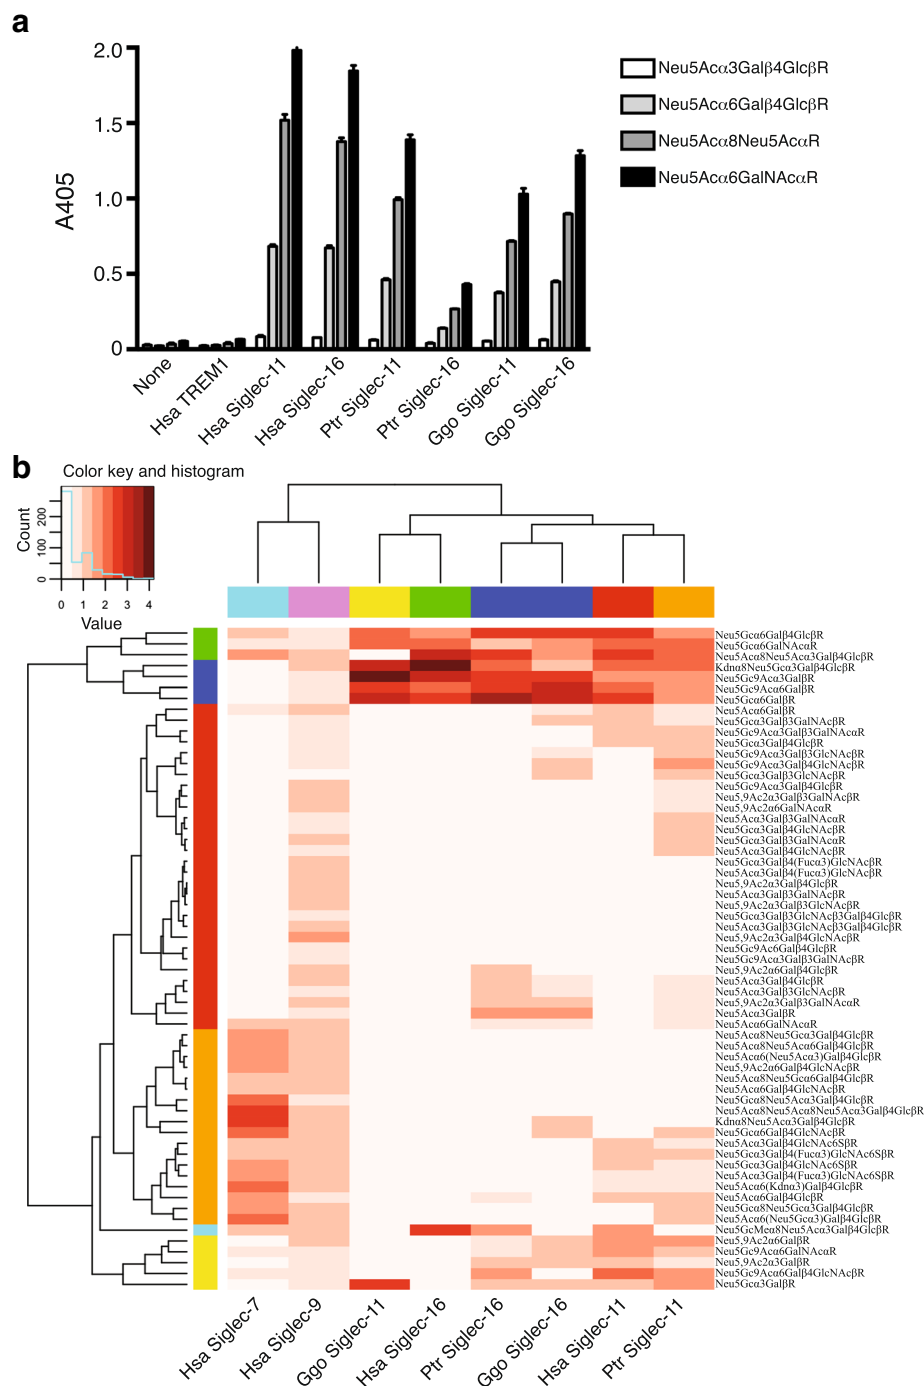 a
2.0
1.5
1.0
0.5
0
A405
Neu5Acα3Galβ4GlcβR
Neu5Acα6Galβ4GlcβR
Neu5Acα8Neu5AcαR
Neu5Acα6GalNAcαR
None
Hsa TREM1
Hsa Siglec-11
Hsa Siglec-16
Ptr Siglec-11
Ptr Siglec-16
Ggo Siglec-11
Ggo Siglec-16
b
Color key and histogram
Count
0 100 200
0 1 2 3 4
Value
Neu5Gcα6Galβ4GlcβR
Neu5Gcα6GalNAcαR
Neu5Acα8Neu5Acα3Galβ4GlcβR
Kdnα8Neu5Gcα3Galβ4GlcβR
Neu5Gc9Acα3GalβR
Neu5Gc9Acα6GalβR
Neu5Gcα6GalβR
Neu5Acα6GalβR
Neu5Gcα3Galβ3GalNAcβR
Neu5Gc9Acα3Galβ3GalNAcαR
Neu5Gcα3Galβ4GlcβR
Neu5Gc9Acα3Galβ3GlcNAcβR
Neu5Gc9Acα3Galβ4GlcNAcβR
Neu5Gcα3Galβ3GlcNAcβR
Neu5Gc9Acα3Galβ4GlcβR
Neu5,9Ac2α3Galβ3GalNAcβR
Neu5,9Ac2α6GalNAcαR
Neu5Acα3Galβ3GalNAcαR
Neu5Gcα3Galβ4GlcNAcβR
Neu5Gcα3Galβ3GalNAcαR
Neu5Acα3Galβ4GlcNAcβR
Neu5Gcα3Galβ4(Fucα3)GlcNAcβR
Neu5Acα3Galβ4(Fucα3)GlcNAcβR
Neu5,9Ac2α3Galβ4GlcβR
Neu5Acα3Galβ3GalNAcβR
Neu5,9Ac2α3Galβ3GlcNAcβR
Neu5Gcα3Galβ3GlcNAcβ3Galβ4GlcβR
Neu5Acα3Galβ3GlcNAcβ3Galβ4GlcβR
Neu5,9Ac2α3Galβ4GlcNAcβR
Neu5Gc9Ac6Galβ4GlcβR
Neu5Gc9Acα3Galβ3GalNAcβR
Neu5,9Ac2α6Galβ4GlcβR
Neu5Acα3Galβ4GlcβR
Neu5Acα3Galβ3GlcNAcβR
Neu5,9Ac2α3Galβ3GalNAcαR
Neu5Acα3GalβR
Neu5Acα6GalNAcαR
Neu5Acα8Neu5Gcα3Galβ4GlcβR
Neu5Acα8Neu5Acα6Galβ4GlcβR
Neu5Acα6(Neu5Acα3)Galβ4GlcβR
Neu5,9Ac2α6Galβ4GlcNAcβR
Neu5Acα8Neu5Gcα6Galβ4GlcβR
Neu5Acα6Galβ4GlcNAcβR
Neu5Gcα8Neu5Acα3Galβ4GlcβR
Neu5Acα8Neu5Acα8Neu5Acα3Galβ4GlcβR
Kdnα8Neu5Acα3Galβ4GlcβR
Neu5Gcα6Galβ4GlcNAcβR
Neu5Acα3Galβ4GlcNAc6SβR
Neu5Gcα3Galβ4(Fucα3)GlcNAc6SβR
Neu5Gcα3Galβ4GlcNAc6SβR
Neu5Acα3Galβ4(Fucα3)GlcNAc6SβR
Neu5Acα6(Kdnα3)Galβ4GlcβR
Neu5Acα6Galβ4GlcβR
Neu5Gcα8Neu5Gcα3Galβ4GlcβR
Neu5Acα6(Neu5Gcα3)Galβ4GlcβR
Neu5GcMeα8Neu5Acα3Galβ4GlcβR
Neu5,9Ac2α6GalβR
Neu5Gc9Acα6GalNAcαR
Neu5,9Ac2α3GalβR
Neu5Gc9Acα6Galβ4GlcNAcβR
Neu5Gcα3GalβR
Hsa Siglec-7
Hsa Siglec-9
Ggo Siglec-11
Hsa Siglec-16
Ptr Siglec-16
Ggo Siglec-16
Hsa Siglec-11
Ptr Siglec-11